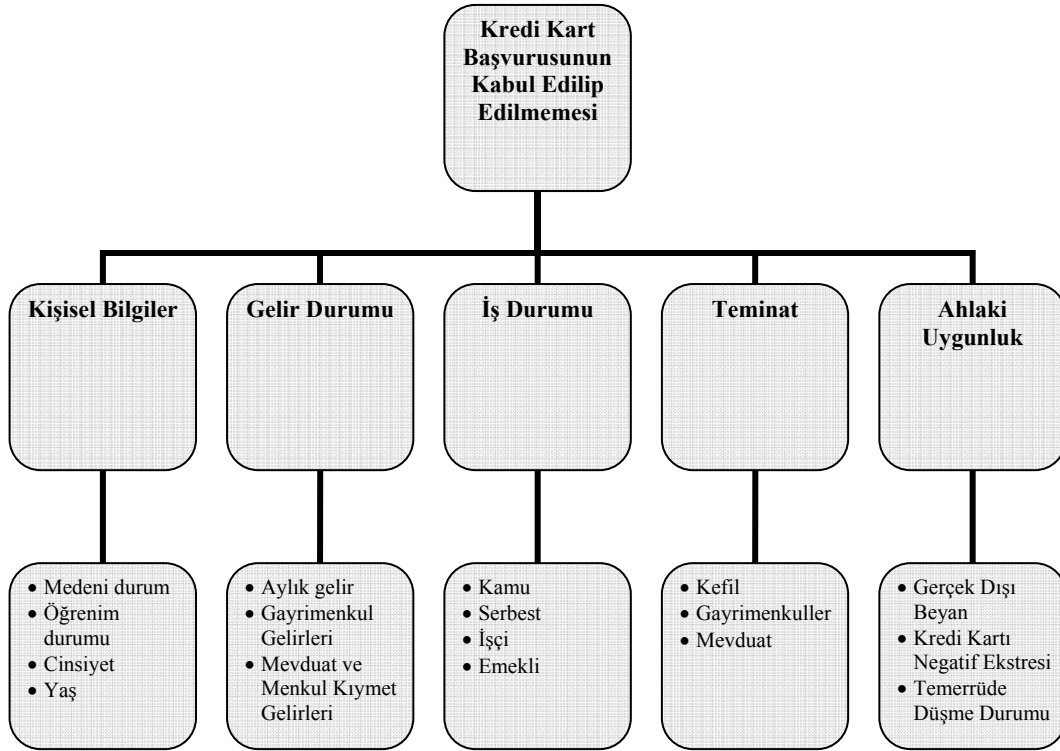 Kredi Kart
Başvurusunun
Kabul Edilip
Edilmemesi
Kişisel Bilgiler
Gelir Durumu
İş Durumu
Teminat
Ahlaki
Uygunluk
• Medeni durum
• Öğrenim
durumu
• Cinsiyet
• Yaş
• Aylık gelir
• Gayrimenkul
Gelirleri
• Mevduat ve
Menkul Kıymet
Gelirleri
• Kamu
• Serbest
• İşçi
• Emekli
• Kefil
• Gayrimenkuller
• Mevduat
• Gerçek Dışı
Beyan
• Kredi Kartı
Negatif Ekstresi
• Temerrüde
Düşme Durumu